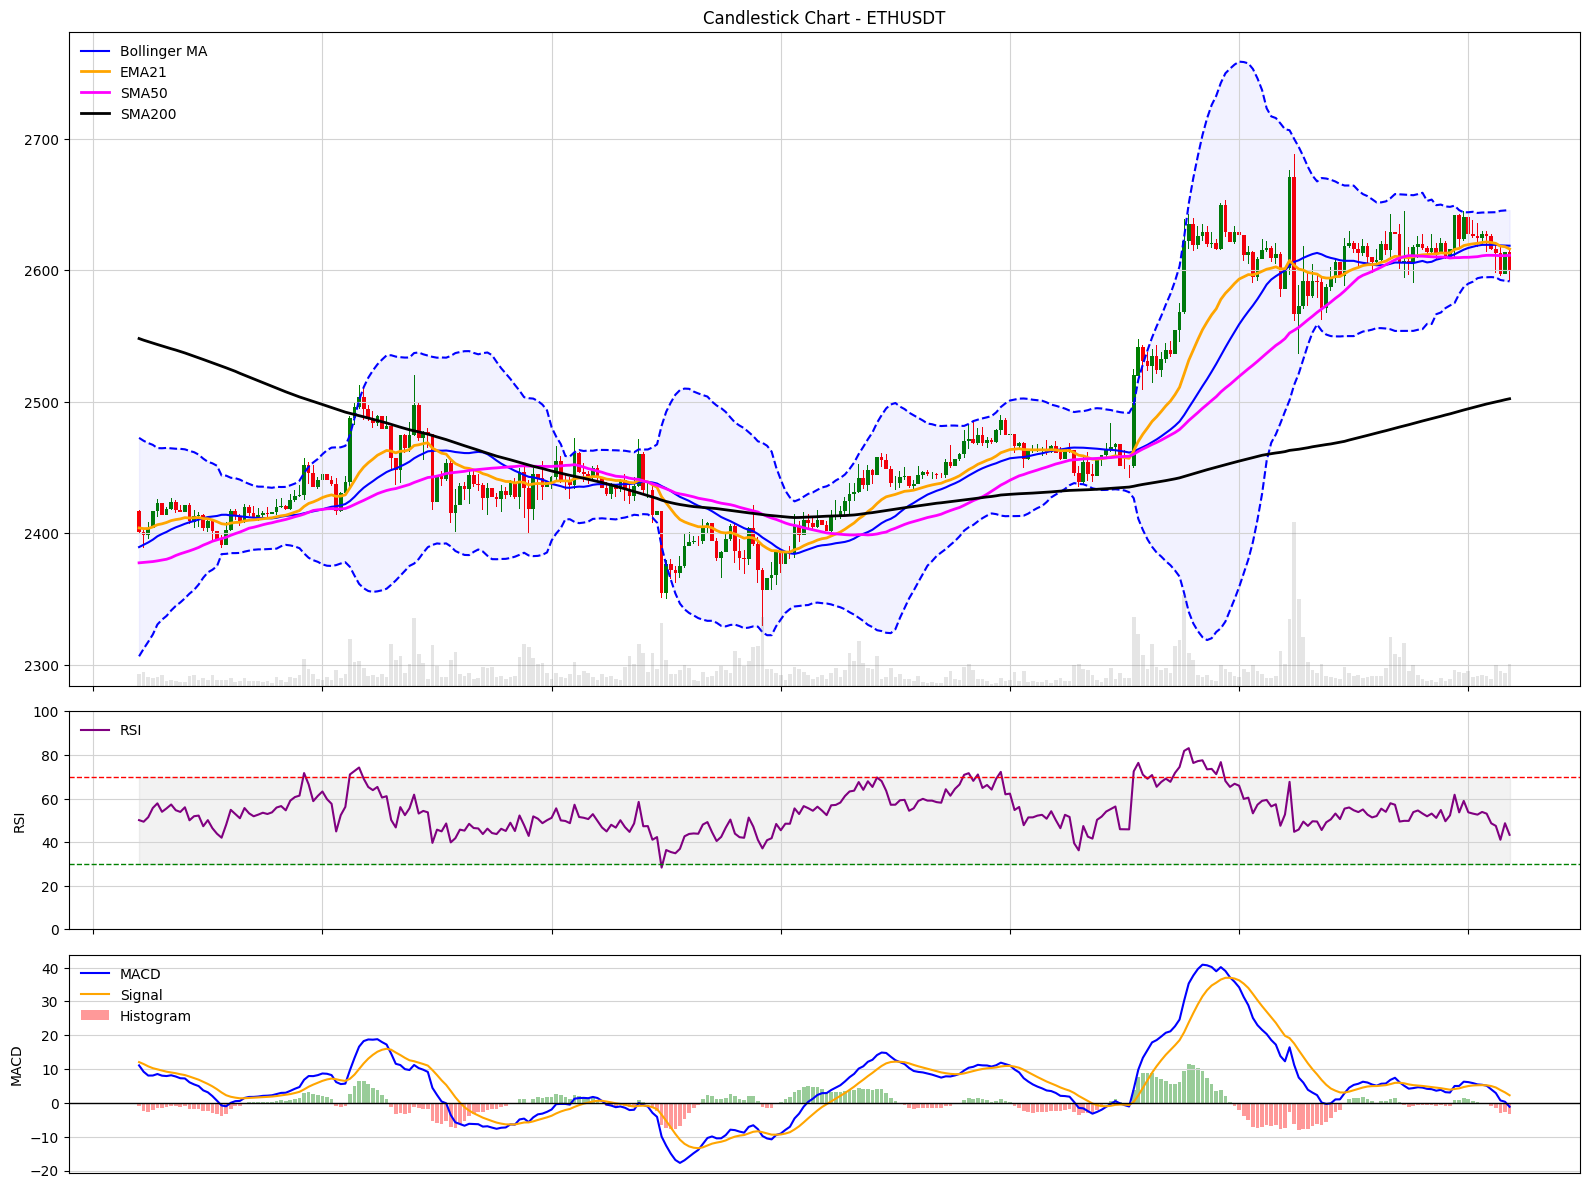 Candlestick Chart - ETHUSDT
Bollinger MA
EMA21
SMA50
SMA200
2700
2600
2500
2400
2300
RSI
100
80
60
40
20
0
RSI
MACD
Signal
Histogram
40
30
20
10
0
−10
−20
MACD